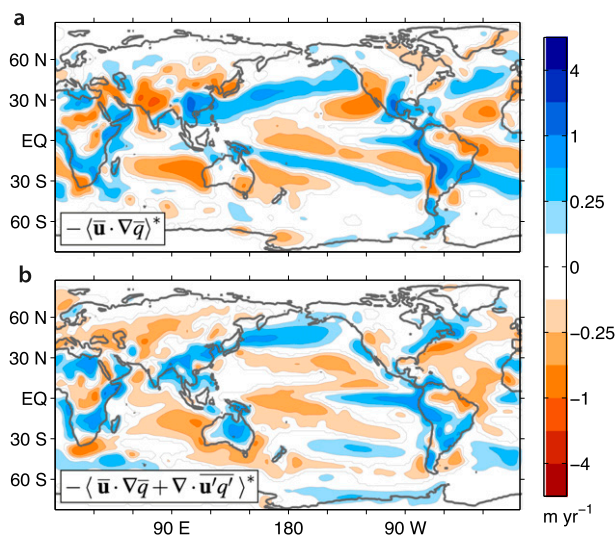 a
60 N
30 N
EQ
30 S
60 S
− ⟨ū · ∇q̄⟩*
b
60 N
30 N
EQ
30 S
60 S
− ⟨ ū · ∇q̄ + ∇ · \overline{u′q′} ⟩*
90 E 180 90 W
4
1
0.25
0
−0.25
−1
−4
m yr⁻¹